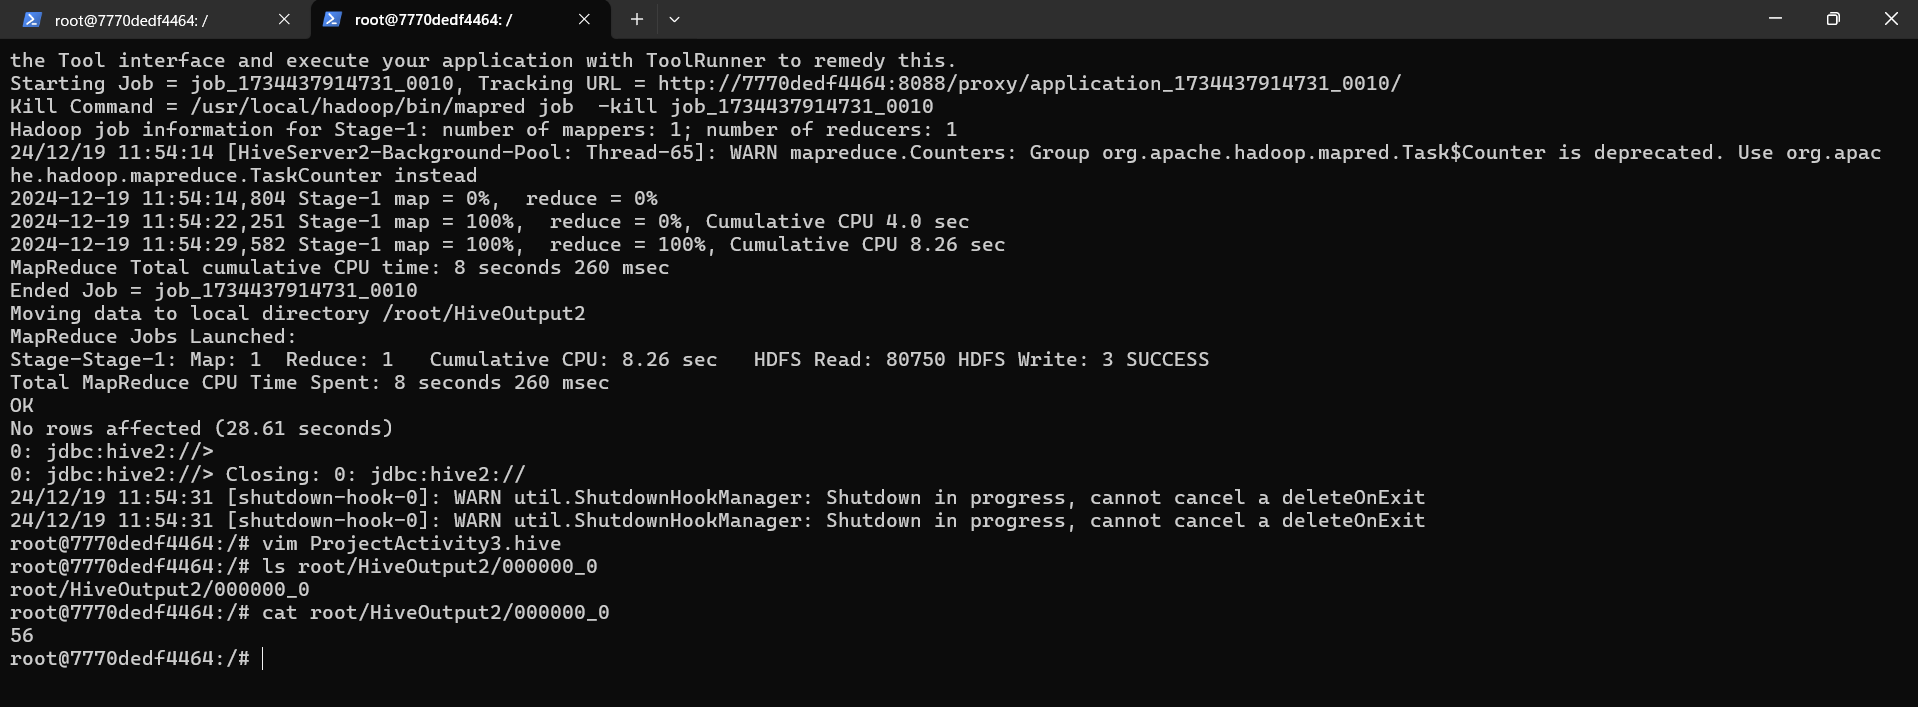 root@7770dedf4464: /
root@7770dedf4464: /
the Tool interface and execute your application with ToolRunner to remedy this.
Starting Job = job_1734437914731_0010, Tracking URL = http://7770dedf4464:8088/proxy/application_1734437914731_0010/
Kill Command = /usr/local/hadoop/bin/mapred job  -kill job_1734437914731_0010
Hadoop job information for Stage-1: number of mappers: 1; number of reducers: 1
24/12/19 11:54:14 [HiveServer2-Background-Pool: Thread-65]: WARN mapreduce.Counters: Group org.apache.hadoop.mapred.Task$Counter is deprecated. Use org.apac
he.hadoop.mapreduce.TaskCounter instead
2024-12-19 11:54:14,804 Stage-1 map = 0%,  reduce = 0%
2024-12-19 11:54:22,251 Stage-1 map = 100%,  reduce = 0%, Cumulative CPU 4.0 sec
2024-12-19 11:54:29,582 Stage-1 map = 100%,  reduce = 100%, Cumulative CPU 8.26 sec
MapReduce Total cumulative CPU time: 8 seconds 260 msec
Ended Job = job_1734437914731_0010
Moving data to local directory /root/HiveOutput2
MapReduce Jobs Launched:
Stage-Stage-1: Map: 1  Reduce: 1   Cumulative CPU: 8.26 sec   HDFS Read: 80750 HDFS Write: 3 SUCCESS
Total MapReduce CPU Time Spent: 8 seconds 260 msec
OK
No rows affected (28.61 seconds)
0: jdbc:hive2://>
0: jdbc:hive2://> Closing: 0: jdbc:hive2://
24/12/19 11:54:31 [shutdown-hook-0]: WARN util.ShutdownHookManager: Shutdown in progress, cannot cancel a deleteOnExit
24/12/19 11:54:31 [shutdown-hook-0]: WARN util.ShutdownHookManager: Shutdown in progress, cannot cancel a deleteOnExit
root@7770dedf4464:/# vim ProjectActivity3.hive
root@7770dedf4464:/# ls root/HiveOutput2/000000_0
root/HiveOutput2/000000_0
root@7770dedf4464:/# cat root/HiveOutput2/000000_0
56
root@7770dedf4464:/#